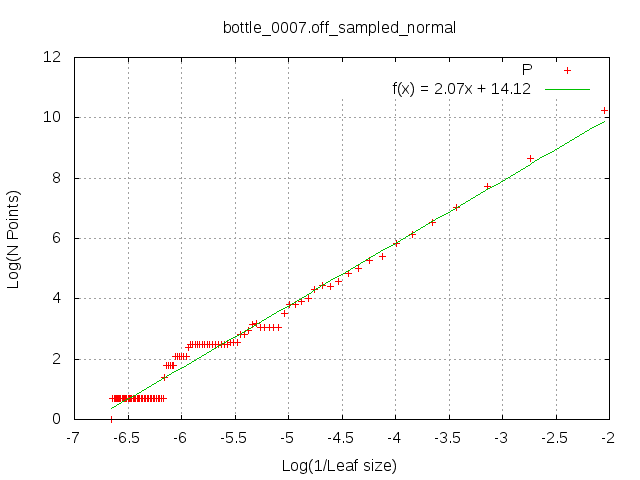 bottle_0007.off_sampled_normal
P
f(x) = 2.07x + 14.12
12
10
8
6
4
2
0
Log(N Points)
-7 -6.5 -6 -5.5 -5 -4.5 -4 -3.5 -3 -2.5 -2
Log(1/Leaf size)